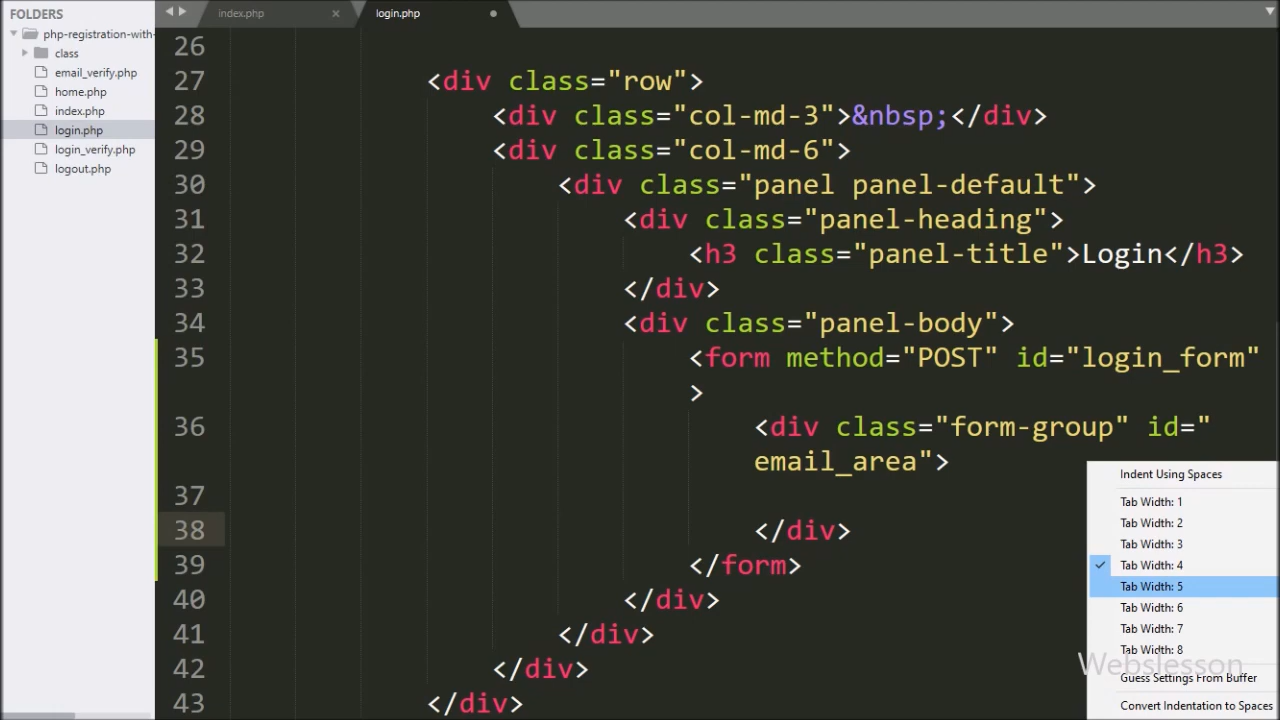 FOLDERS
php-registration-with-
class
email_verify.php
home.php
index.php
login.php
login_verify.php
logout.php
index.php
login.php
26
27 <div class="row">
28 <div class="col-md-3">&nbsp;</div>
29 <div class="col-md-6">
30 <div class="panel panel-default">
31 <div class="panel-heading">
32 <h3 class="panel-title">Login</h3>
33 </div>
34 <div class="panel-body">
35 <form method="POST" id="login_form"
>
36 <div class="form-group" id="
email_area">
37
38 </div>
39 </form>
40 </div>
41 </div>
42 </div>
43 </div>
Indent Using Spaces
Tab Width: 1
Tab Width: 2
Tab Width: 3
Tab Width: 4
Tab Width: 5
Tab Width: 6
Tab Width: 7
Tab Width: 8
Webslesson
Guess Settings From Buffer
Convert Indentation to Spaces